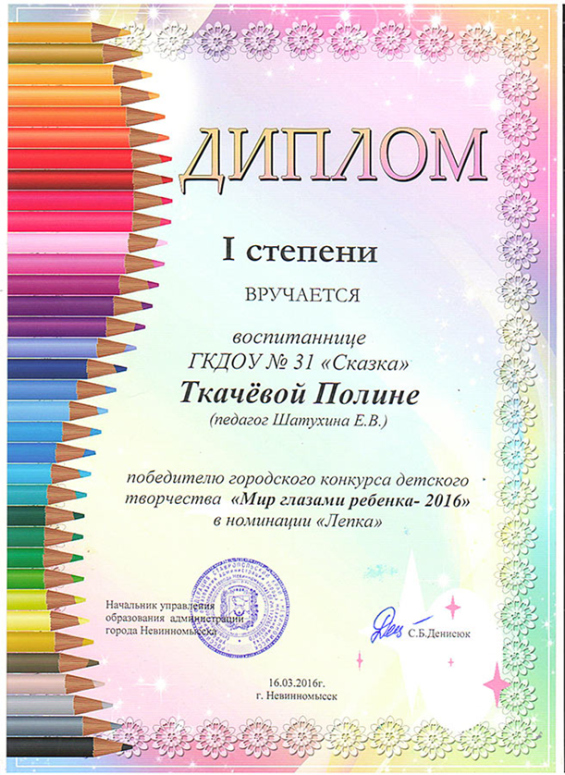 ДИПЛОМ
I степени
ВРУЧАЕТСЯ
воспитаннице
ГКДОУ № 31 «Сказка»
Ткачёвой Полине
(педагог Шатухина Е.В.)
победителю городского конкурса детского
творчества «Мир глазами ребенка- 2016»
в номинации «Лепка»
Начальник управления
образования администрации
города Невинномысска
С.Б.Денисюк
16.03.2016г.
г. Невинномысск